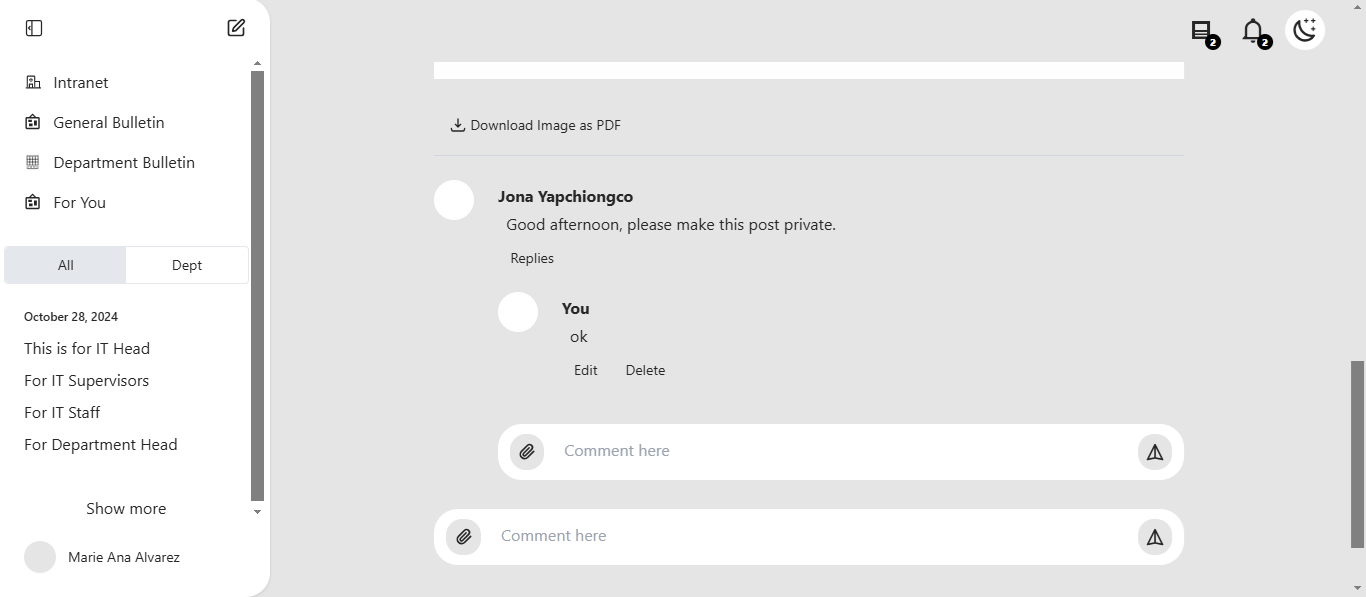 Intranet
General Bulletin
Department Bulletin
For You
All
Dept
October 28, 2024
This is for IT Head
For IT Supervisors
For IT Staff
For Department Head
Show more
Marie Ana Alvarez
2
2
Download Image as PDF
Jona Yapchiongco
Good afternoon, please make this post private.
Replies
You
ok
Edit
Delete
Comment here
Comment here